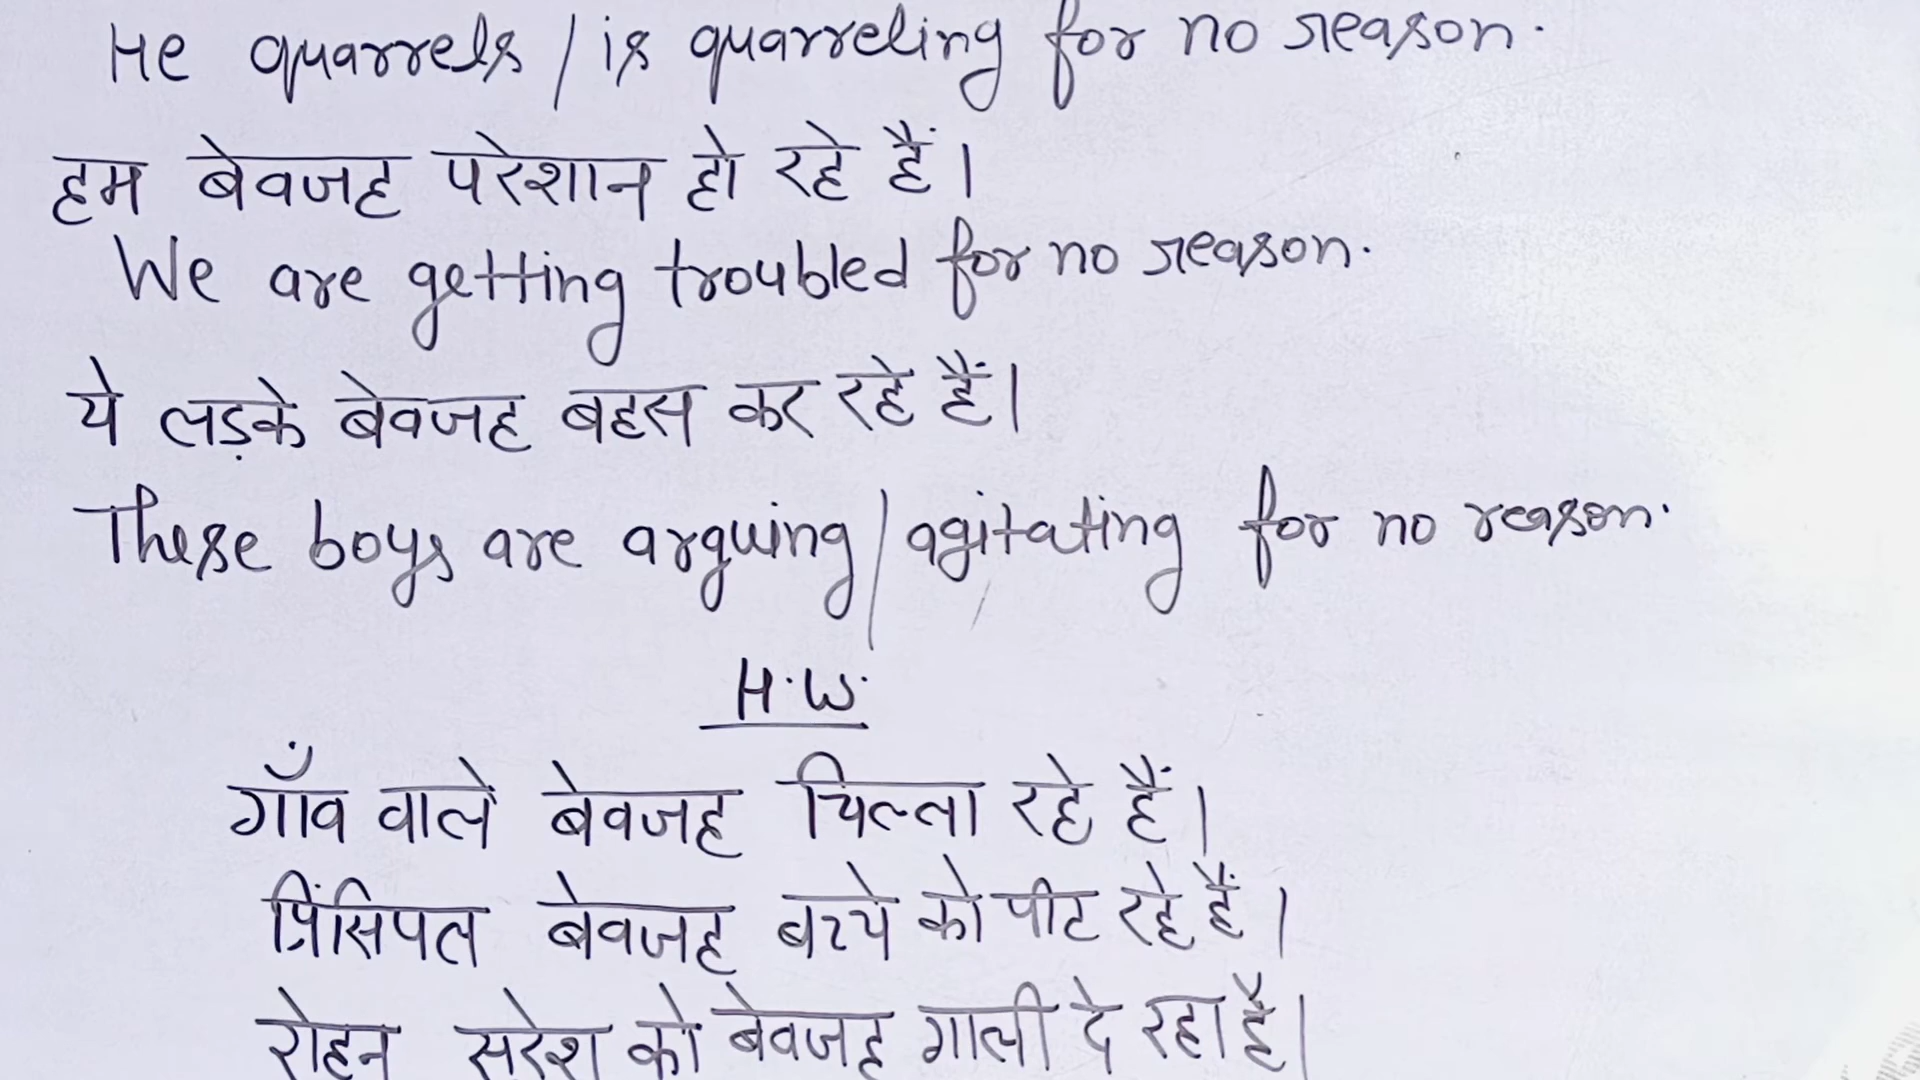 He quarrels / is quarreling for no reason.
हम बेवजह परेशान हो रहे हैं।
We are getting troubled for no reason.
ये लड़के बेवजह बहस कर रहे हैं।
These boys are arguing / agitating for no reason.
H.W.
गाँव वाले बेवजह चिल्ला रहे हैं।
प्रिंसिपल बेवजह बच्चे को पीट रहे हैं।
रोहन सुरेश को बेवजह गाली दे रहा है।